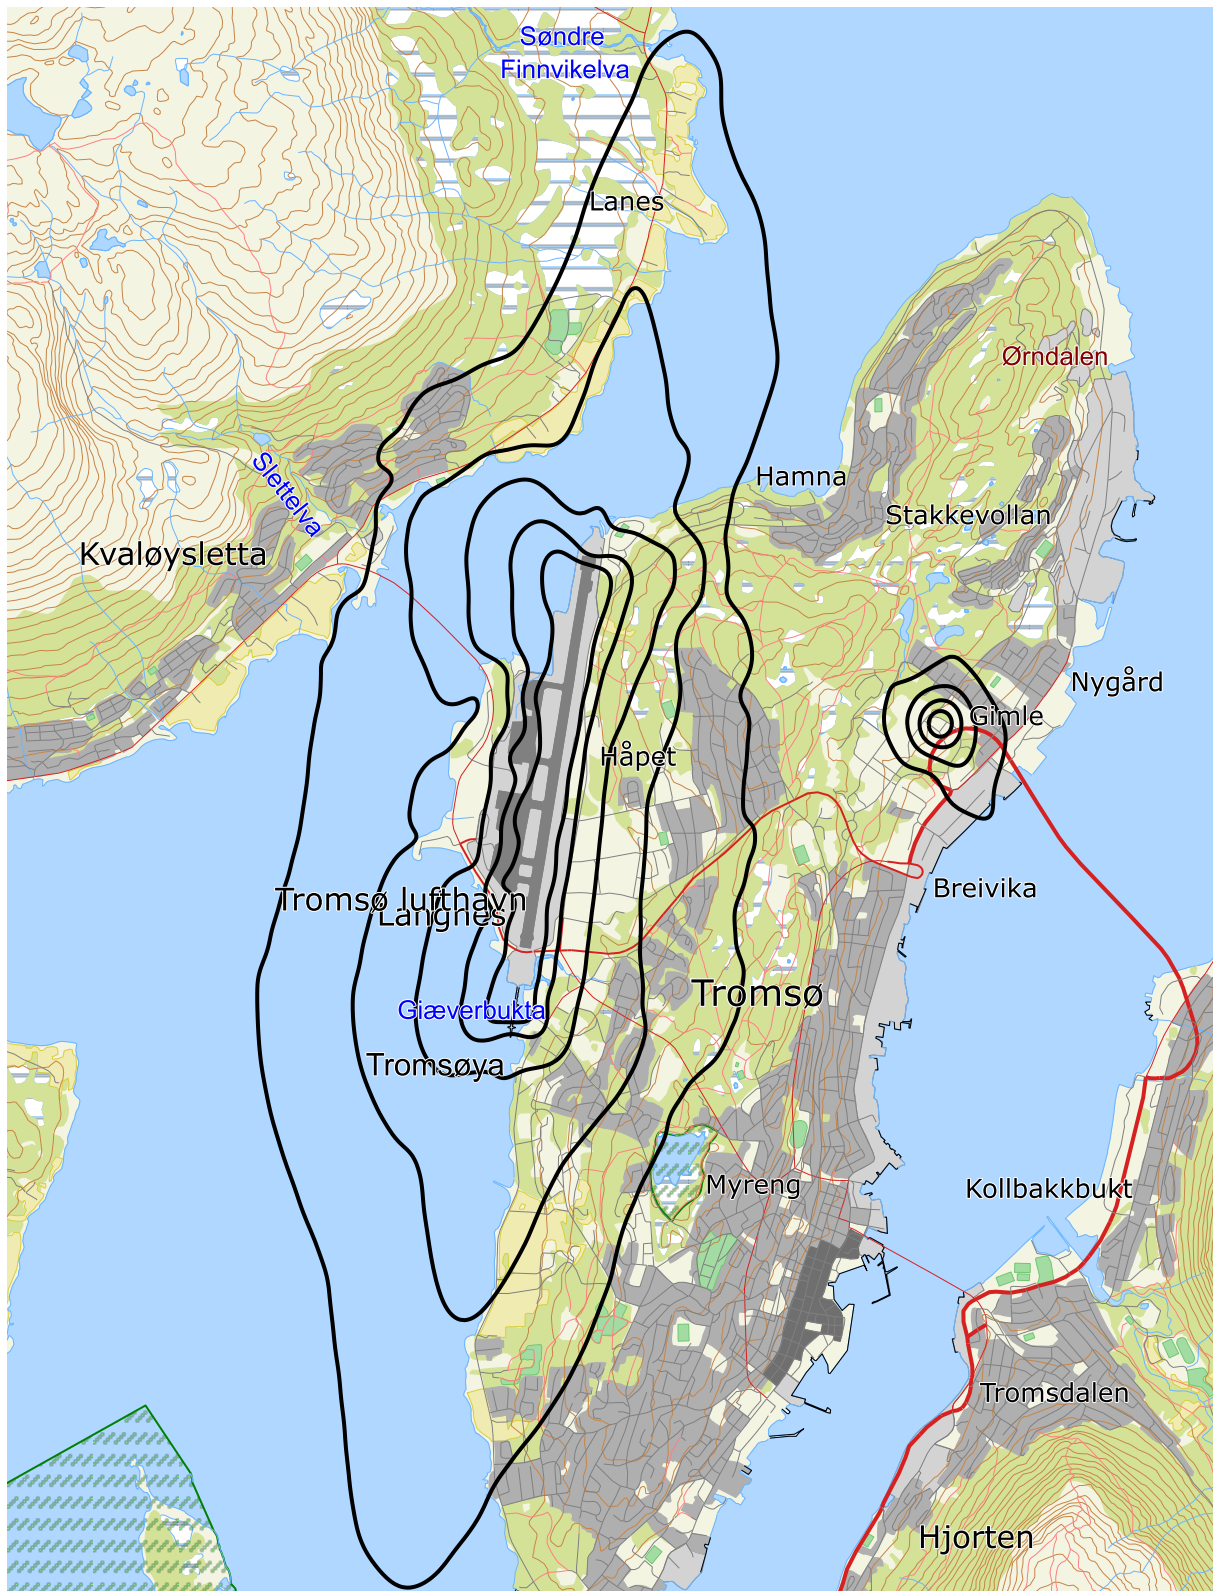 Søndre
Finnvikelva
Lanes
Ørndalen
Slettelva
Hamna
Stakkevollan
Kvaløysletta
Nygård
Gimle
Håpet
Breivika
Tromsø lufthavn
Langnes
Tromsø
Giæverbukta
Tromsøya
Myreng
Kollbakkbukt
Tromsdalen
Hjorten